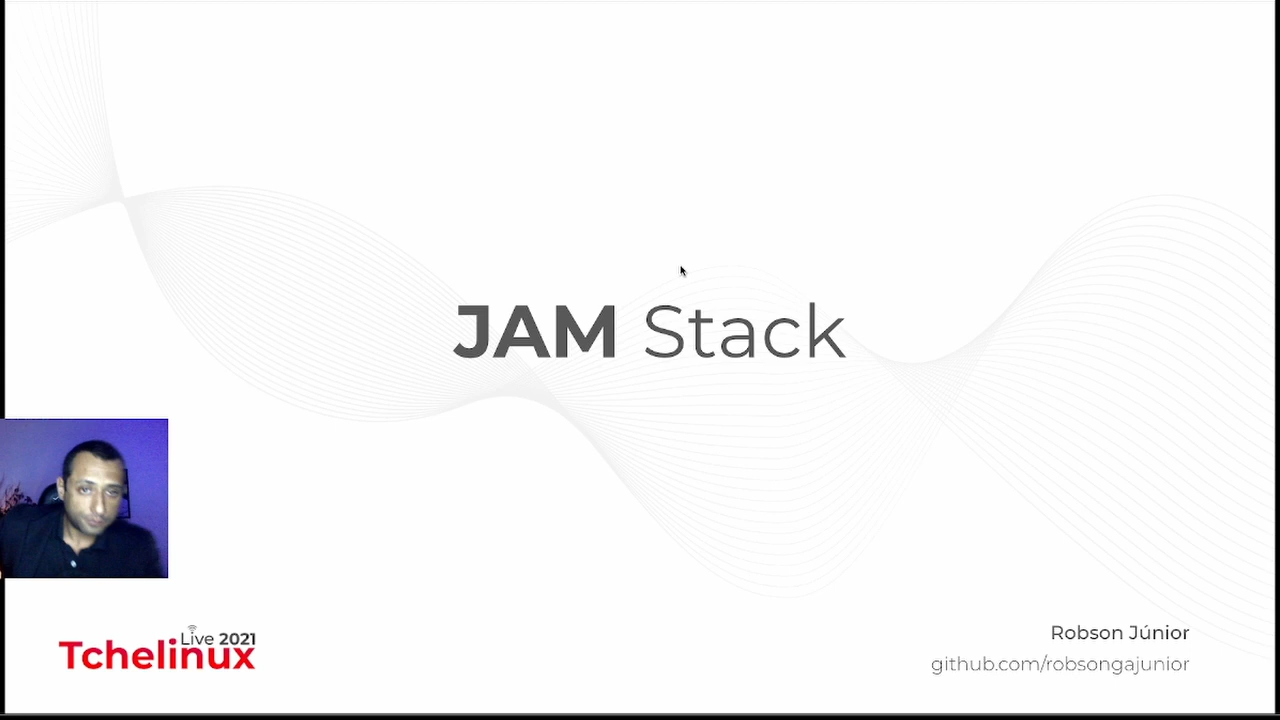 JAM Stack
Live 2021
Tchelinux
Robson Júnior
github.com/robsongajunior